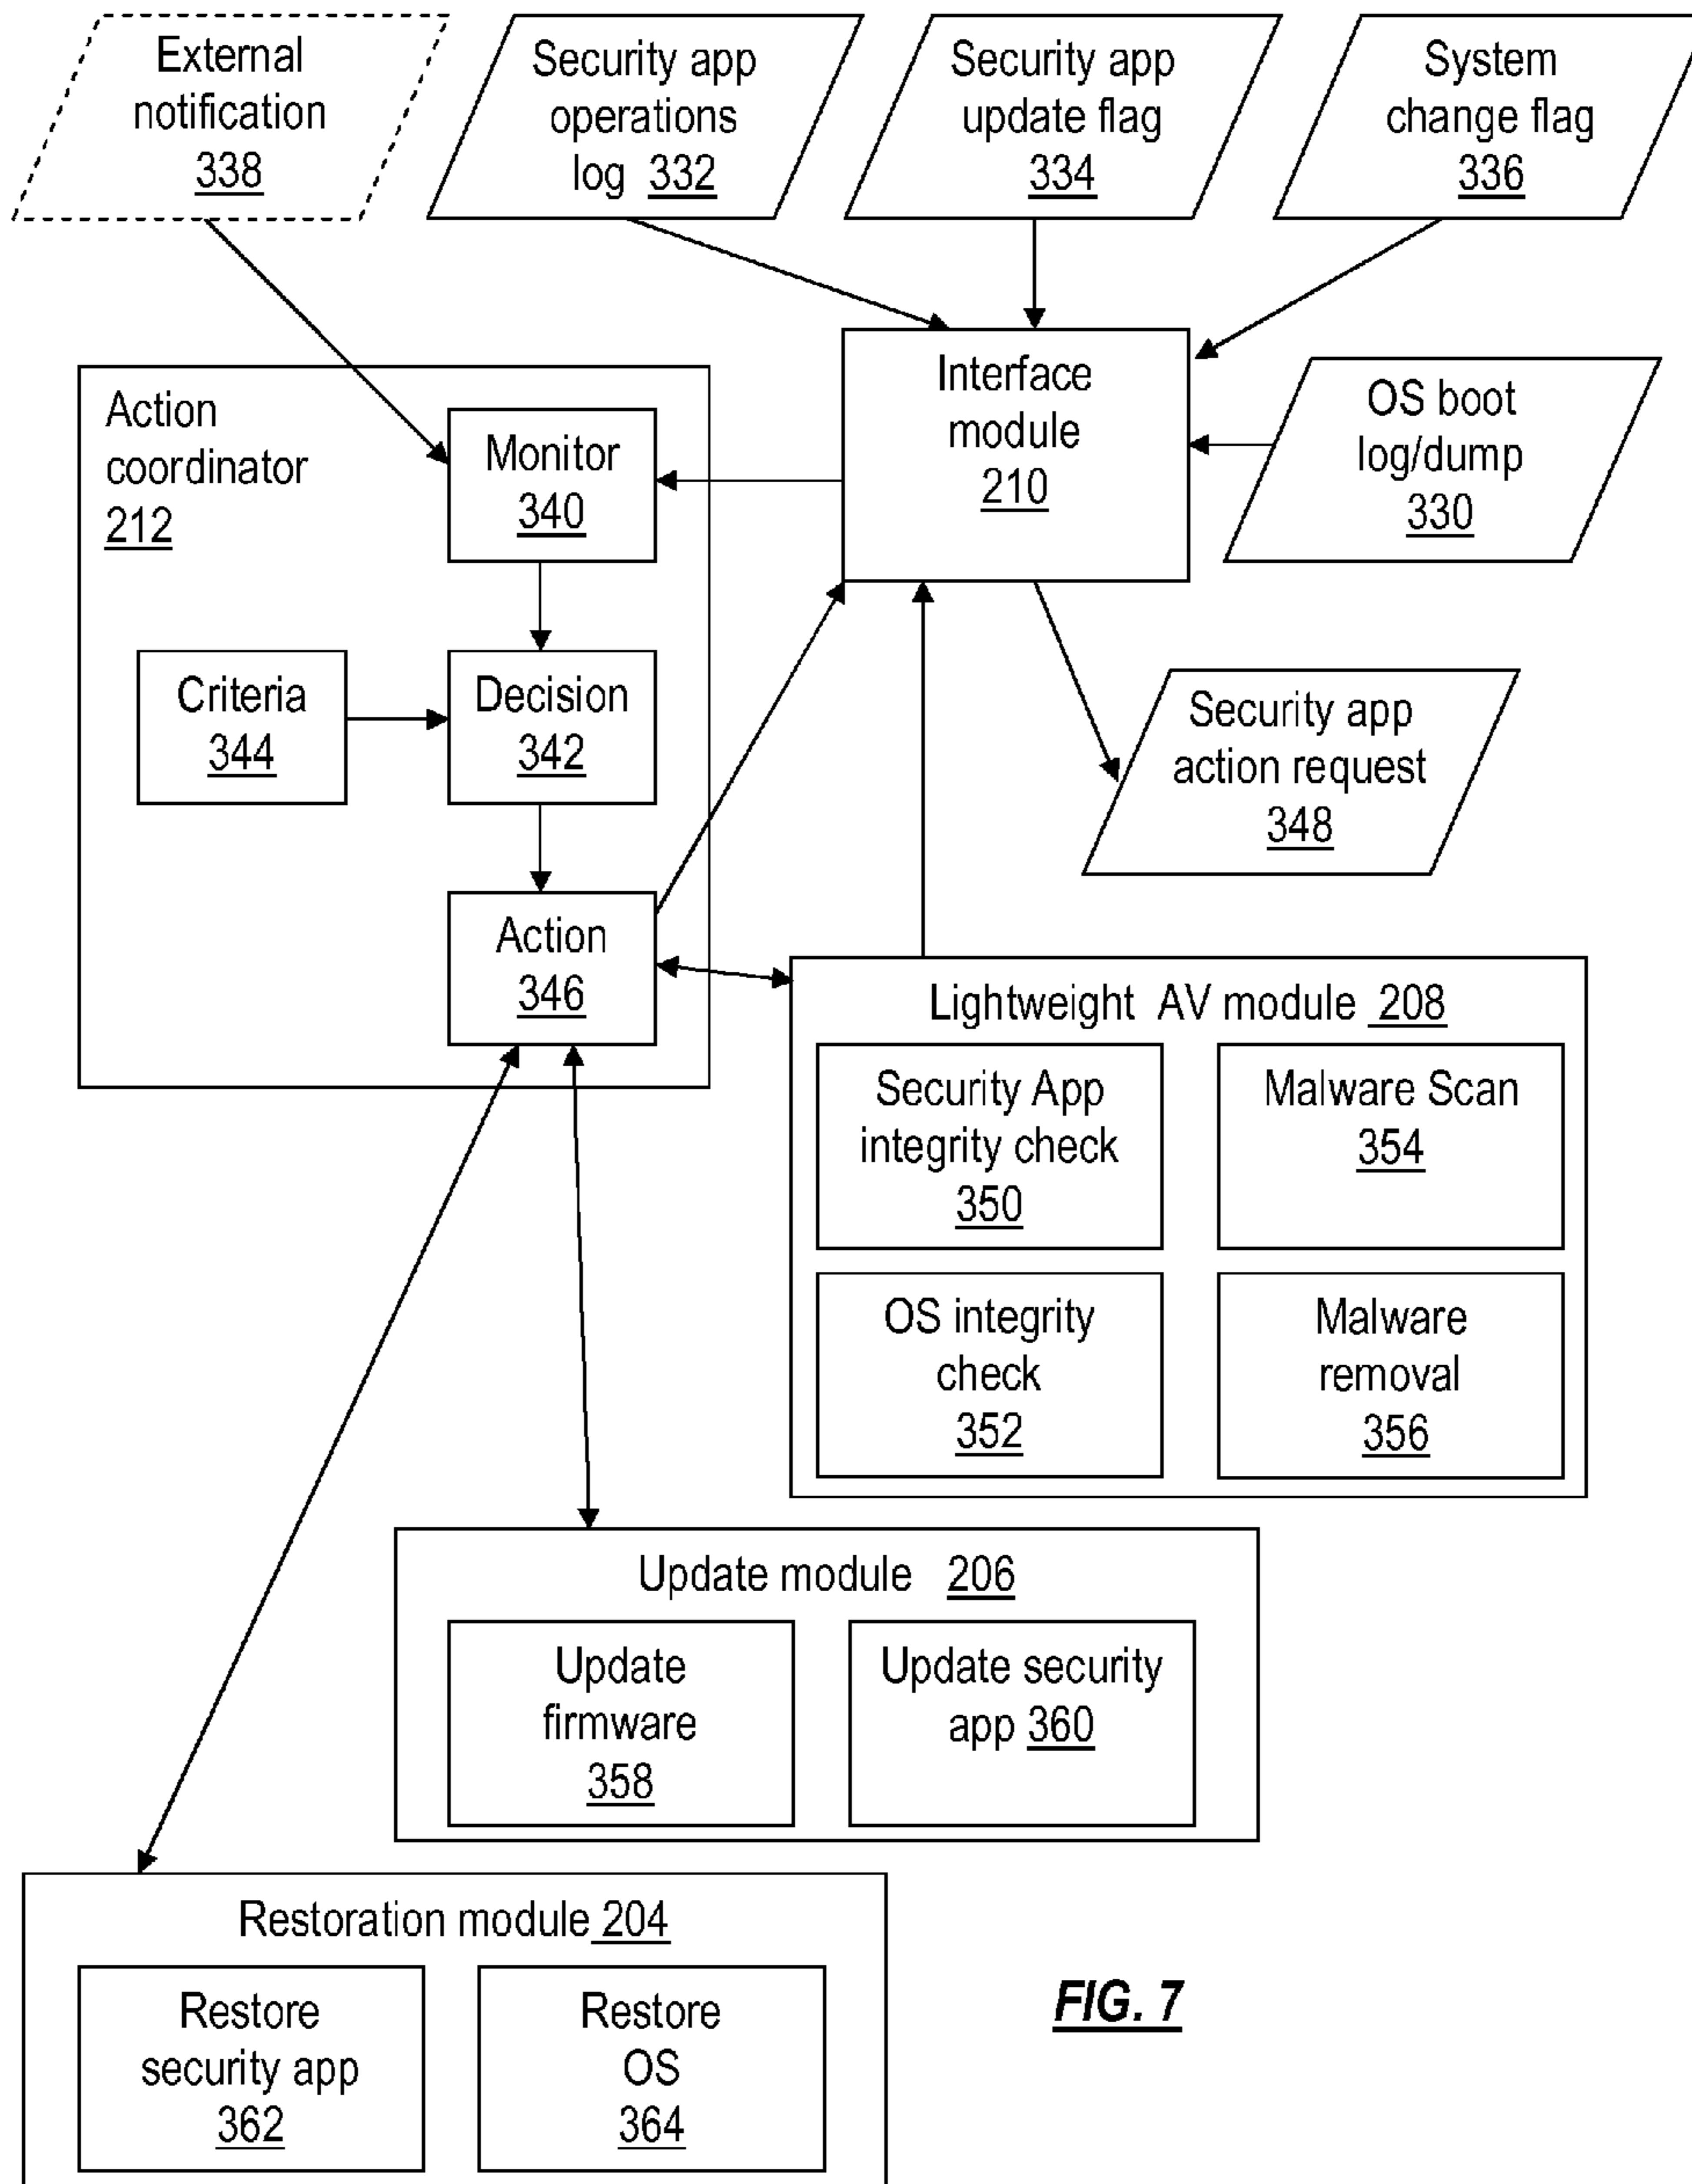 External
notification
338
Security app
operations
log 332
Security app
update flag
334
System
change flag
336
Action
coordinator
212
Monitor
340
Interface
module
210
OS boot
log/dump
330
Criteria
344
Decision
342
Security app
action request
348
Action
346
Lightweight AV module 208
Security App
integrity check
350
Malware Scan
354
OS integrity
check
352
Malware
removal
356
Update module 206
Update
firmware
358
Update security
app 360
Restoration module 204
Restore
security app
362
Restore
OS
364
FIG. 7